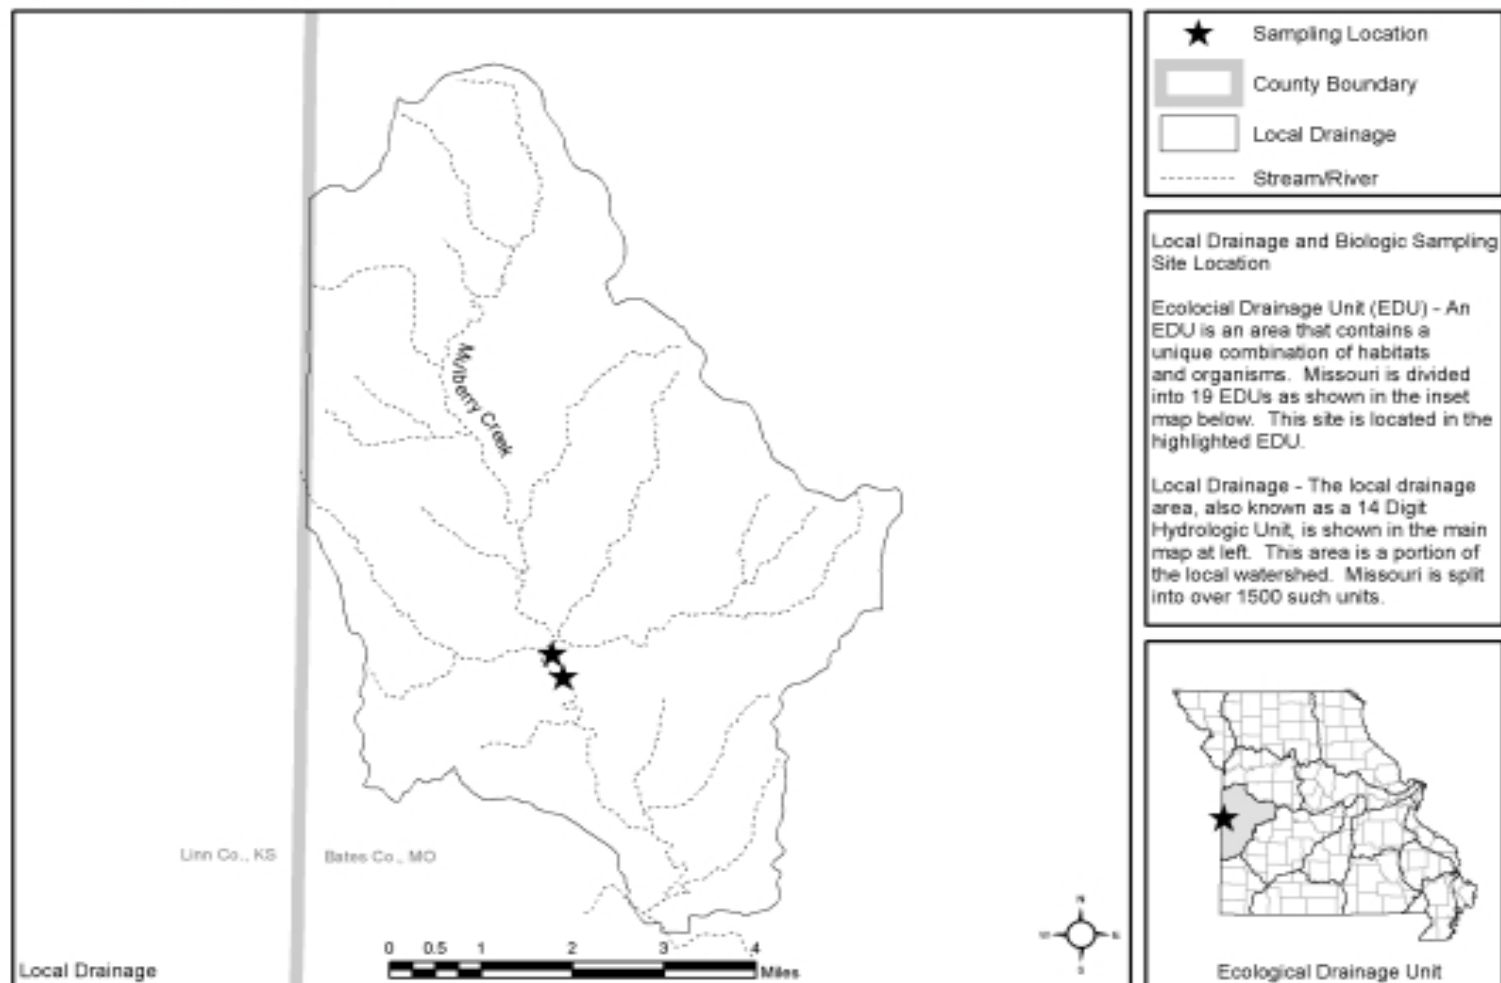 Sampling Location
County Boundary
Local Drainage
Stream/River
Local Drainage and Biologic Sampling
Site Location
Ecolocial Drainage Unit (EDU) - An
EDU is an area that contains a
unique combination of habitats
and organisms. Missouri is divided
into 19 EDUs as shown in the inset
map below. This site is located in the
highlighted EDU.
Local Drainage - The local drainage
area, also known as a 14 Digit
Hydrologic Unit, is shown in the main
map at left. This area is a portion of
the local watershed. Missouri is split
into over 1500 such units.
Mulberry Creek
Linn Co., KS
Bates Co., MO
N
W
E
S
0 0.5 1 2 3 4
Miles
Local Drainage
Ecological Drainage Unit